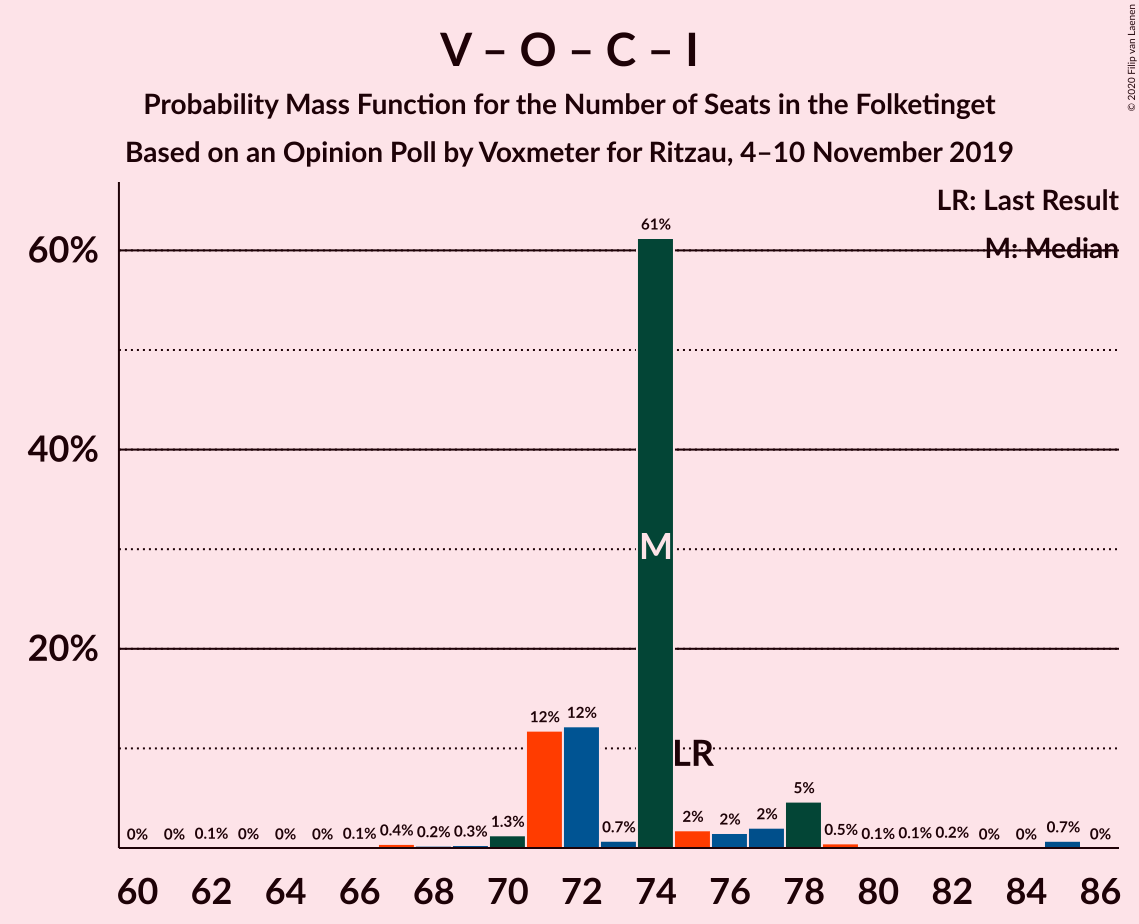 V – O – C – I
Probability Mass Function for the Number of Seats in the Folketinget
Based on an Opinion Poll by Voxmeter for Ritzau, 4–10 November 2019
© 2020 Filip van Laenen
LR: Last Result
M: Median
60%
40%
20%
0% 0% 0.1% 0% 0% 0% 0.1% 0.4% 0.2% 0.3% 1.3% 12% 12% 0.7% 61% 2% 2% 2% 5% 0.5% 0.1% 0.1% 0.2% 0% 0% 0.7% 0%
M
LR
60 62 64 66 68 70 72 74 76 78 80 82 84 86